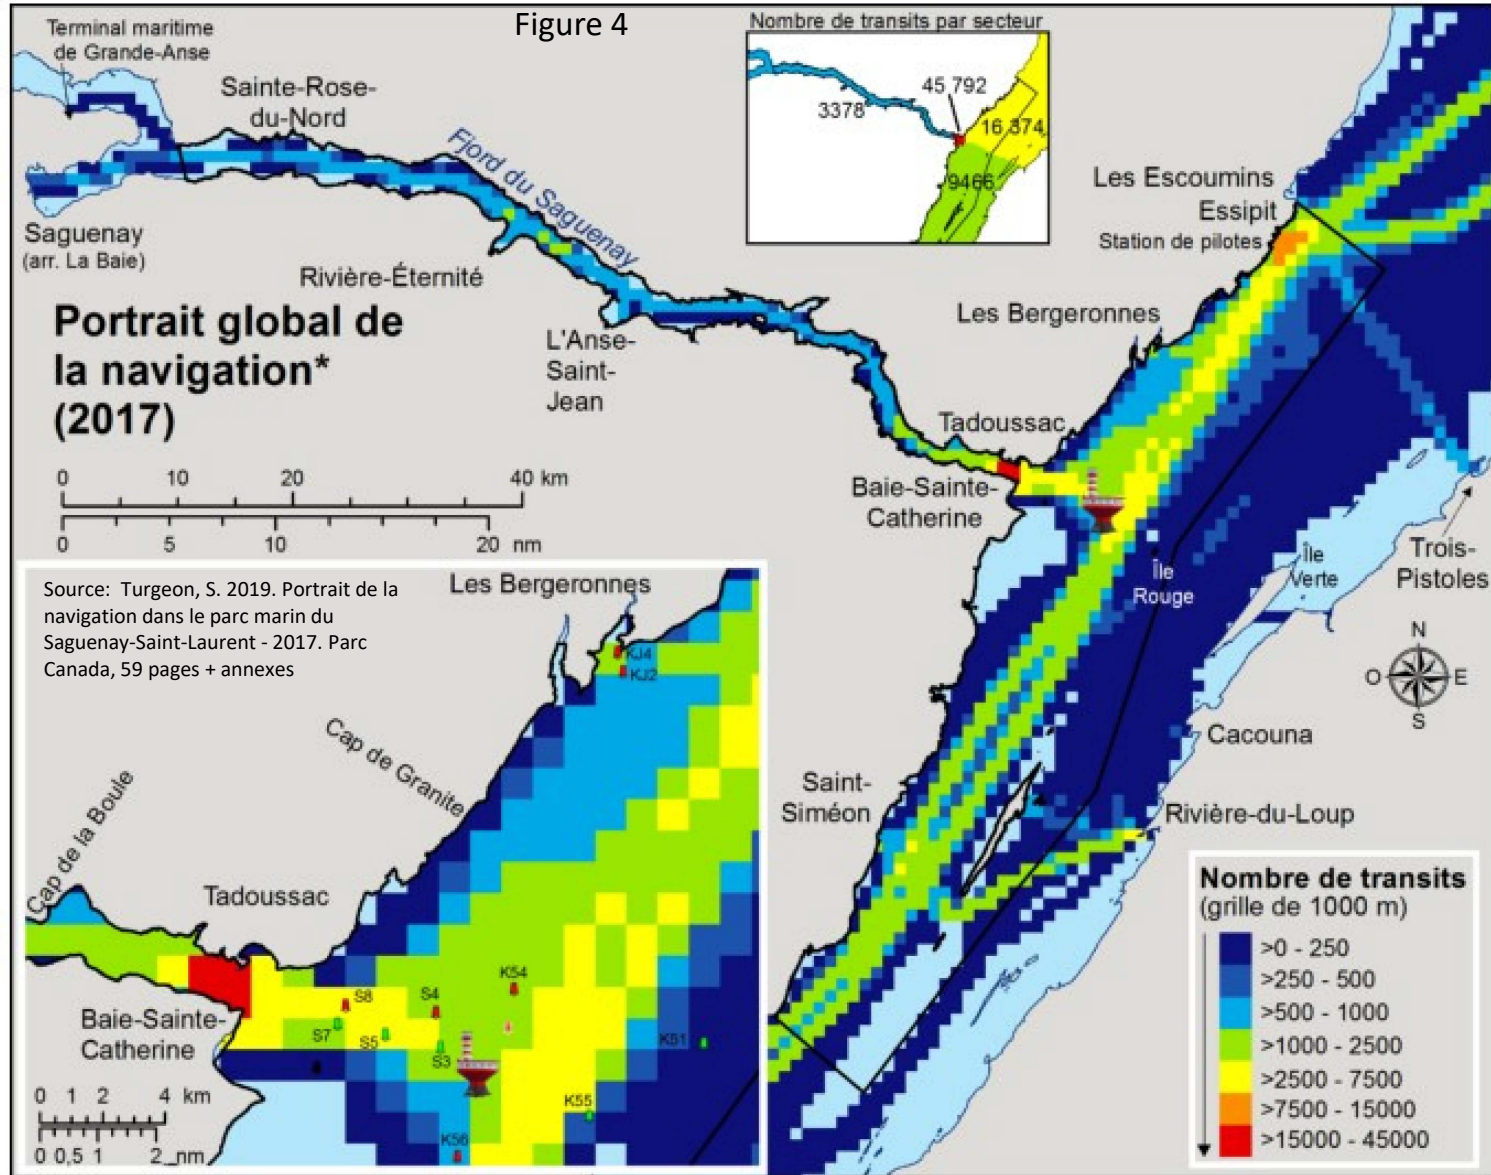 Figure 4
Terminal maritime
de Grande-Anse
Sainte-Rose-
du-Nord
Fjord du Saguenay
Saguenay
(arr. La Baie)
Rivière-Éternité
L'Anse-
Saint-
Jean
Nombre de transits par secteur
45 792
3378
16 374
9466
Les Escoumins
Essipit
Station de pilotes
Les Bergeronnes
Tadoussac
Baie-Sainte-
Catherine
Île
Rouge
Île
Verte
Trois-
Pistoles
N
O
E
S
Cacouna
Saint-
Siméon
Rivière-du-Loup
Portrait global de
la navigation*
(2017)
0 10 20 40 km
0 5 10 20 nm
Source: Turgeon, S. 2019. Portrait de la
navigation dans le parc marin du
Saguenay-Saint-Laurent - 2017. Parc
Canada, 59 pages + annexes
Les Bergeronnes
KJ4
KJ2
Cap de Granite
Cap de la Boule
Tadoussac
Baie-Sainte-
Catherine
S8
S7
S5
S4
S3
K54
K51
K55
K56
0 1 2 4 km
0 0,5 1 2 nm
Nombre de transits
(grille de 1000 m)
>0 - 250
>250 - 500
>500 - 1000
>1000 - 2500
>2500 - 7500
>7500 - 15000
>15000 - 45000